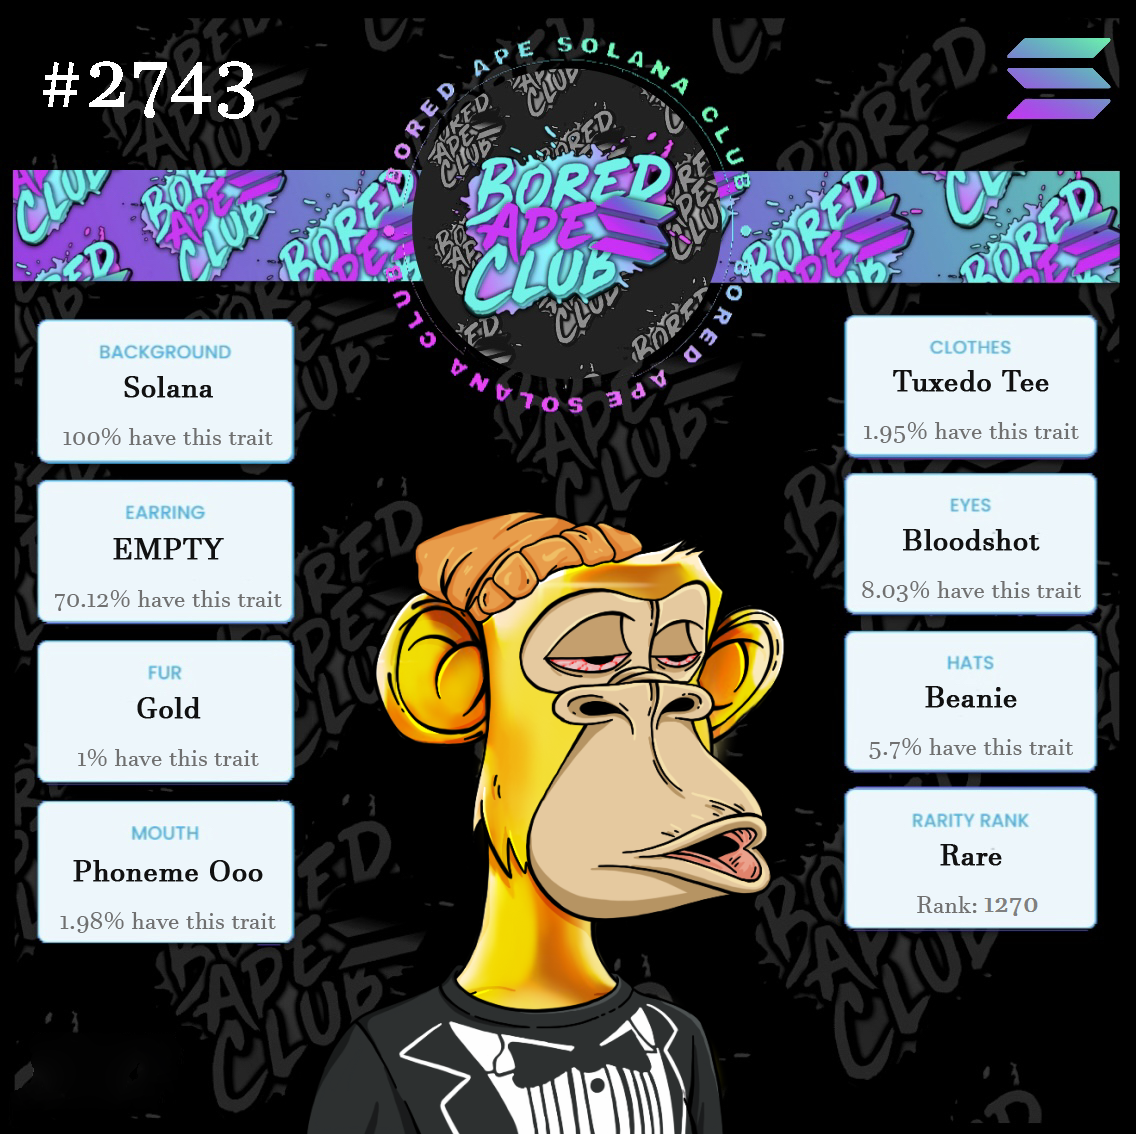 #2743
BORED APE SOLANA CLUB
BORED
APE
CLUB
BORED APE SOLANA CLUB
BACKGROUND
Solana
100% have this trait
EARRING
EMPTY
70.12% have this trait
FUR
Gold
1% have this trait
MOUTH
Phoneme Ooo
1.98% have this trait
CLOTHES
Tuxedo Tee
1.95% have this trait
EYES
Bloodshot
8.03% have this trait
HATS
Beanie
5.7% have this trait
RARITY RANK
Rare
Rank: 1270